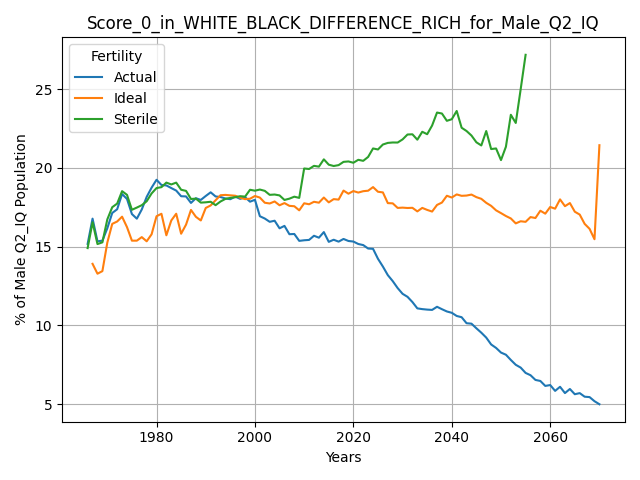 Score_0_in_WHITE_BLACK_DIFFERENCE_RICH_for_Male_Q2_IQ
Fertility
Actual
Ideal
Sterile
% of Male Q2_IQ Population
25
20
15
10
5
1980 2000 2020 2040 2060
Years